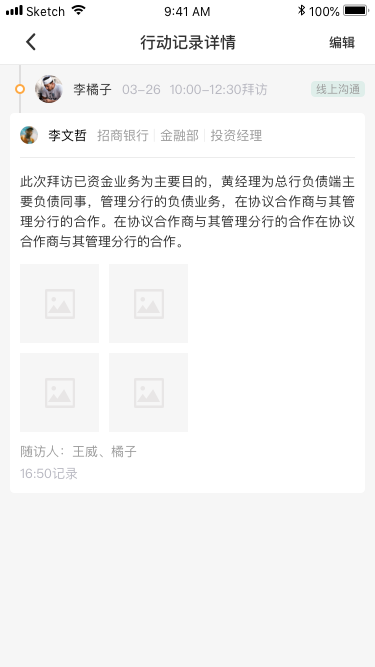 Sketch 9:41 AM 100%
行动记录详情 编辑
李橘子 03-26 10:00-12:30拜访 线上沟通
李文哲 招商银行 金融部 投资经理
此次拜访已资金业务为主要目的，黄经理为总行负债端主
要负债同事，管理分行的负债业务，在协议合作商与其管
理分行的合作。在协议合作商与其管理分行的合作在协议
合作商与其管理分行的合作。
随访人：王威、橘子
16:50记录